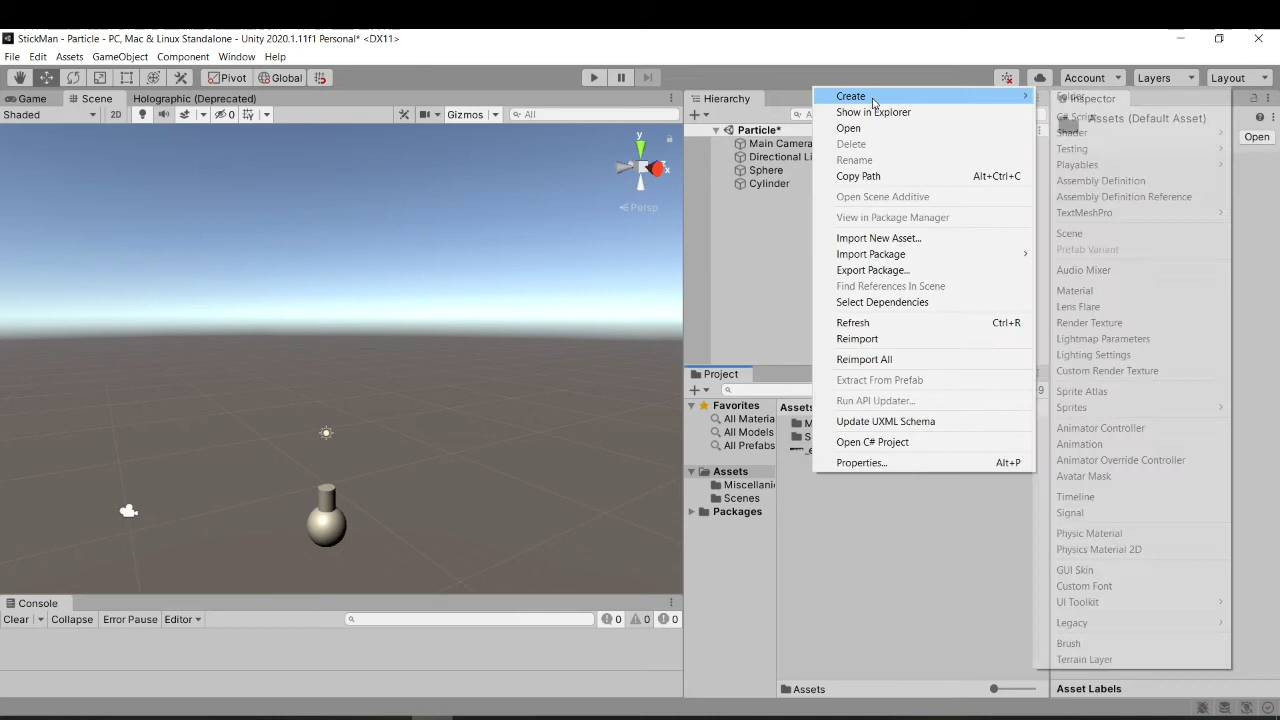 StickMan - Particle - PC, Mac & Linux Standalone - Unity 2020.1.11f1 Personal* <DX11>
File Edit Assets GameObject Component Window Help
Pivot Global Account Layers Layout
Game Scene Holographic (Deprecated)
Shaded 2D 0 Gizmos All
y
x
Persp
Console
Clear Collapse Error Pause Editor 0 0 0
Hierarchy
Particle*
Main Camera
Directional Li
Sphere
Cylinder
Project
9
Favorites
All Materia
All Models
All Prefabs
Assets
Miscellani
Scenes
Packages
Assets
M
S
Assets
Create
Show in Explorer
Open
Delete
Rename
Copy Path Alt+Ctrl+C
Open Scene Additive
View in Package Manager
Import New Asset...
Import Package
Export Package...
Find References In Scene
Select Dependencies
Refresh Ctrl+R
Reimport
Reimport All
Extract From Prefab
Run API Updater...
Update UXML Schema
Open C# Project
Properties... Alt+P
Folder
C# Script
Shader
Testing
Playables
Assembly Definition
Assembly Definition Reference
TextMeshPro
Scene
Prefab Variant
Audio Mixer
Material
Lens Flare
Render Texture
Lightmap Parameters
Lighting Settings
Custom Render Texture
Sprite Atlas
Sprites
Animator Controller
Animation
Animator Override Controller
Avatar Mask
Timeline
Signal
Physic Material
Physics Material 2D
GUI Skin
Custom Font
UI Toolkit
Legacy
Brush
Terrain Layer
Inspector
Assets (Default Asset)
Open
Asset Labels